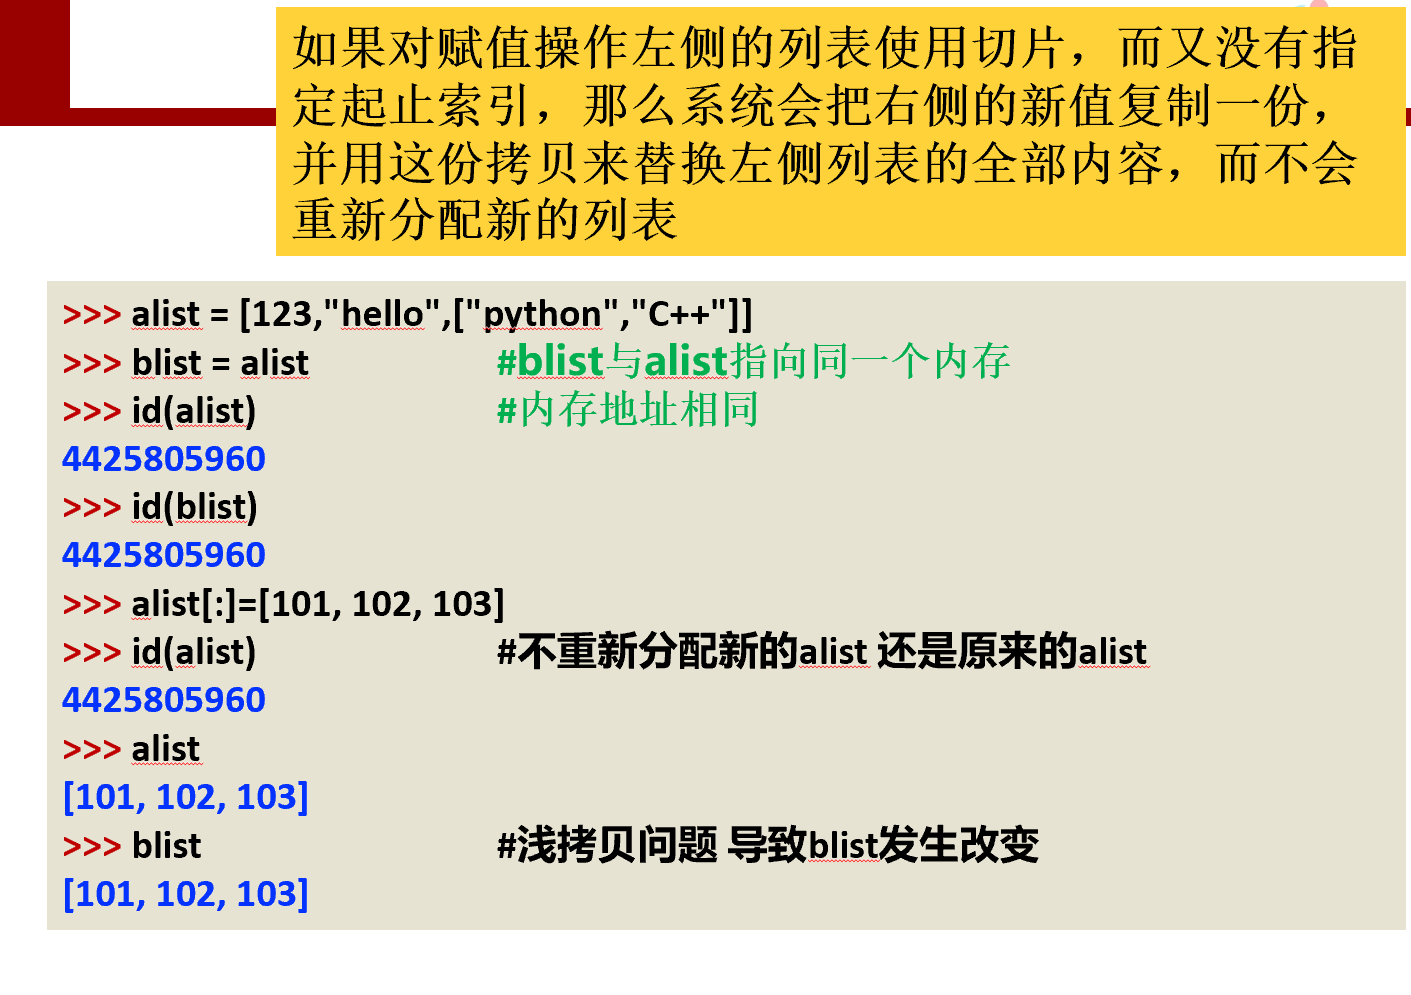 如果对赋值操作左侧的列表使用切片，而又没有指
定起止索引，那么系统会把右侧的新值复制一份，
并用这份拷贝来替换左侧列表的全部内容，而不会
重新分配新的列表
>>> alist = [123,"hello",["python","C++"]]
>>> blist = alist #blist与alist指向同一个内存
>>> id(alist) #内存地址相同
4425805960
>>> id(blist)
4425805960
>>> alist[:]=[101, 102, 103]
>>> id(alist) #不重新分配新的alist 还是原来的alist
4425805960
>>> alist
[101, 102, 103]
>>> blist #浅拷贝问题 导致blist发生改变
[101, 102, 103]